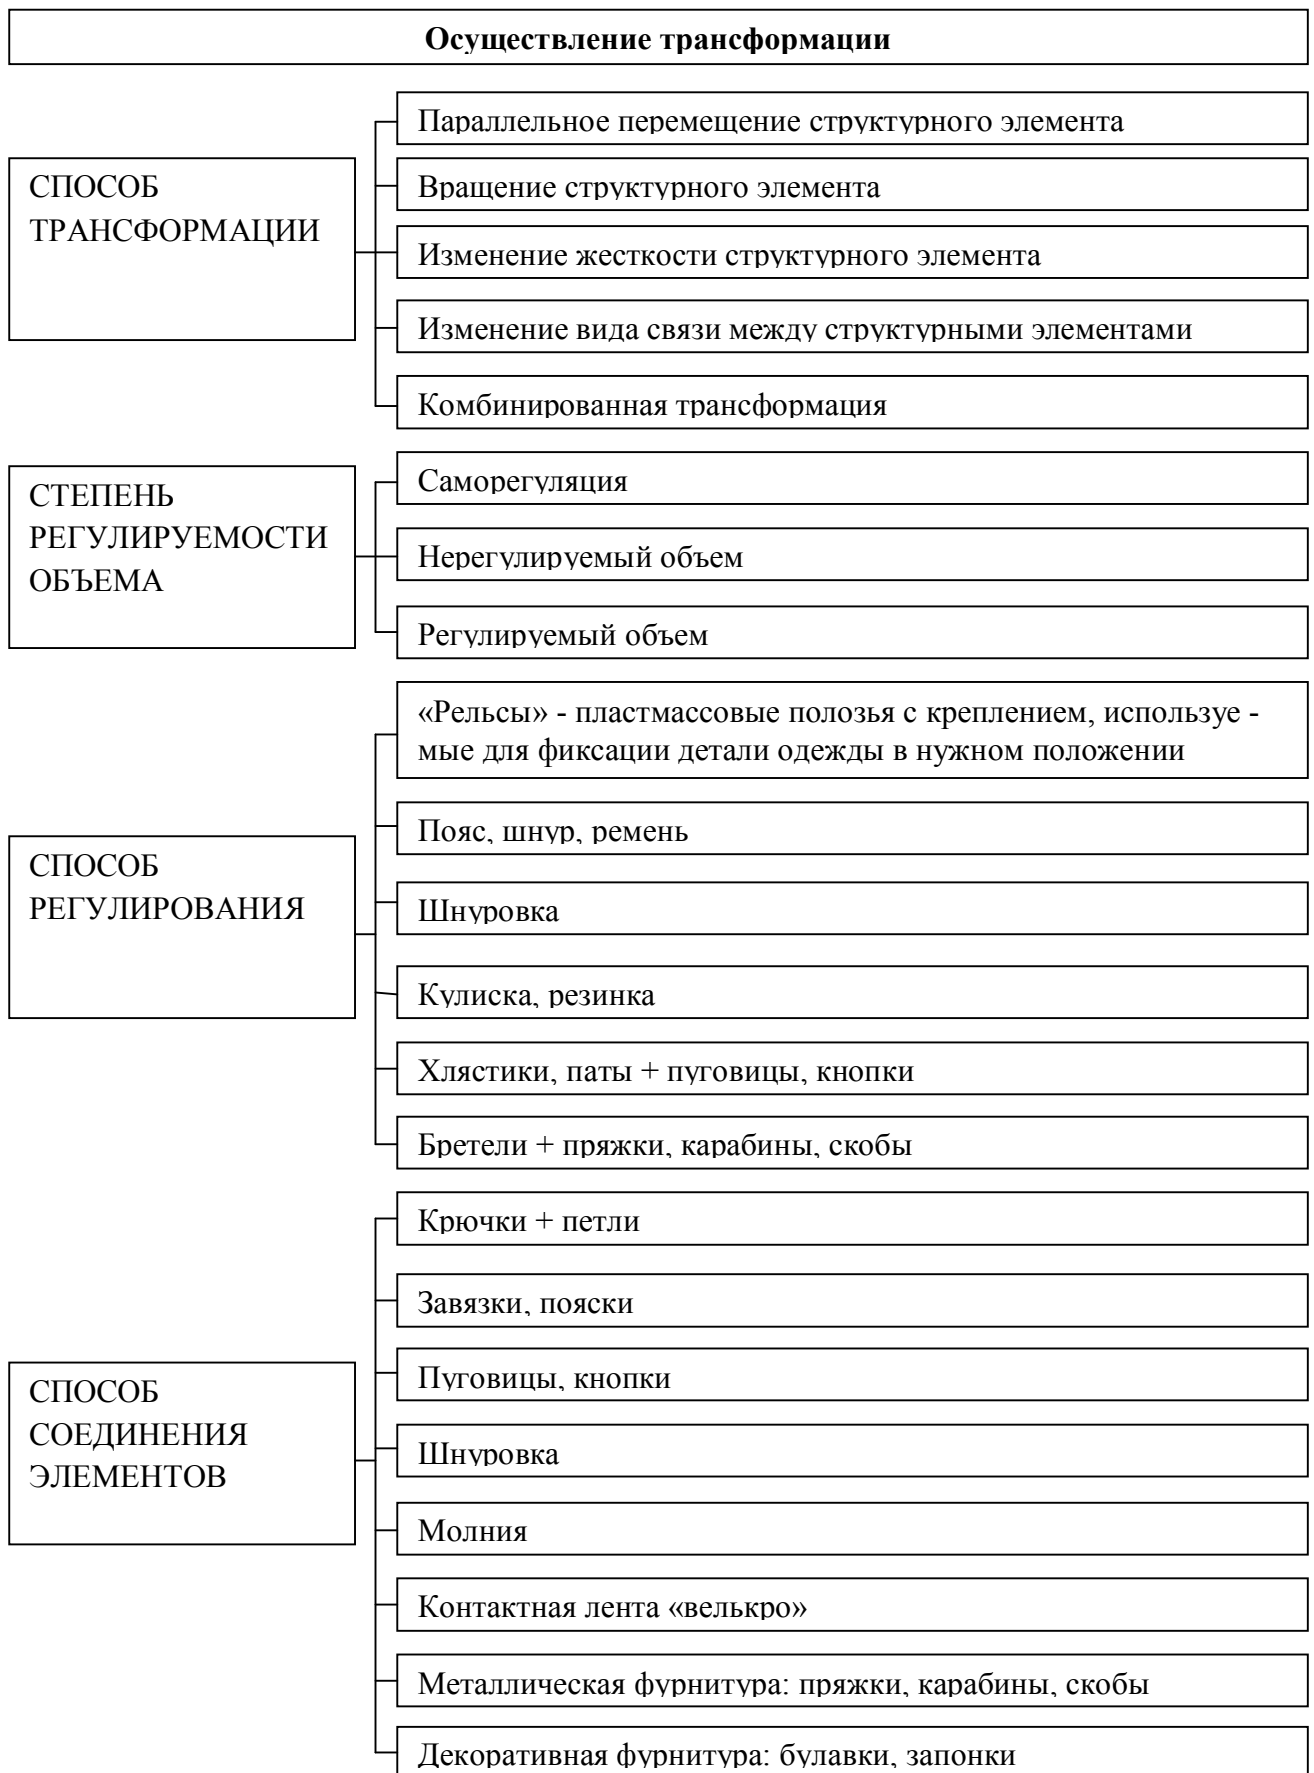 Осуществление трансформации
СПОСОБ
ТРАНСФОРМАЦИИ
Параллельное перемещение структурного элемента
Вращение структурного элемента
Изменение жесткости структурного элемента
Изменение вида связи между структурными элементами
Комбинированная трансформация
СТЕПЕНЬ
РЕГУЛИРУЕМОСТИ
ОБЪЕМА
Саморегуляция
Нерегулируемый объем
Регулируемый объем
СПОСОБ
РЕГУЛИРОВАНИЯ
«Рельсы» - пластмассовые полозья с креплением, используе -
мые для фиксации детали одежды в нужном положении
Пояс, шнур, ремень
Шнуровка
Кулиска, резинка
Хлястики, паты + пуговицы, кнопки
Бретели + пряжки, карабины, скобы
СПОСОБ
СОЕДИНЕНИЯ
ЭЛЕМЕНТОВ
Крючки + петли
Завязки, пояски
Пуговицы, кнопки
Шнуровка
Молния
Контактная лента «велькро»
Металлическая фурнитура: пряжки, карабины, скобы
Декоративная фурнитура: булавки, запонки